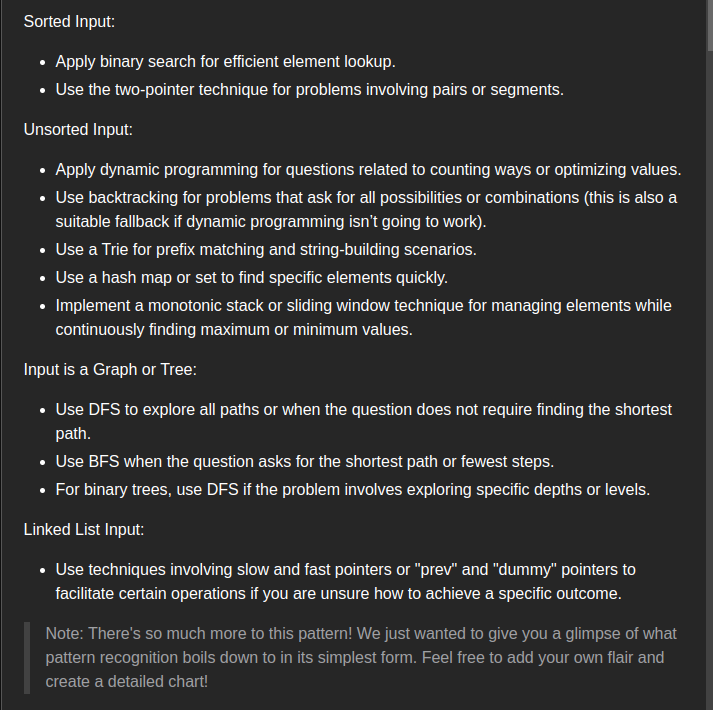 Sorted Input:
• Apply binary search for efficient element lookup.
• Use the two-pointer technique for problems involving pairs or segments.
Unsorted Input:
• Apply dynamic programming for questions related to counting ways or optimizing values.
• Use backtracking for problems that ask for all possibilities or combinations (this is also a
suitable fallback if dynamic programming isn’t going to work).
• Use a Trie for prefix matching and string-building scenarios.
• Use a hash map or set to find specific elements quickly.
• Implement a monotonic stack or sliding window technique for managing elements while
continuously finding maximum or minimum values.
Input is a Graph or Tree:
• Use DFS to explore all paths or when the question does not require finding the shortest
path.
• Use BFS when the question asks for the shortest path or fewest steps.
• For binary trees, use DFS if the problem involves exploring specific depths or levels.
Linked List Input:
• Use techniques involving slow and fast pointers or "prev" and "dummy" pointers to
facilitate certain operations if you are unsure how to achieve a specific outcome.
Note: There's so much more to this pattern! We just wanted to give you a glimpse of what
pattern recognition boils down to in its simplest form. Feel free to add your own flair and
create a detailed chart!